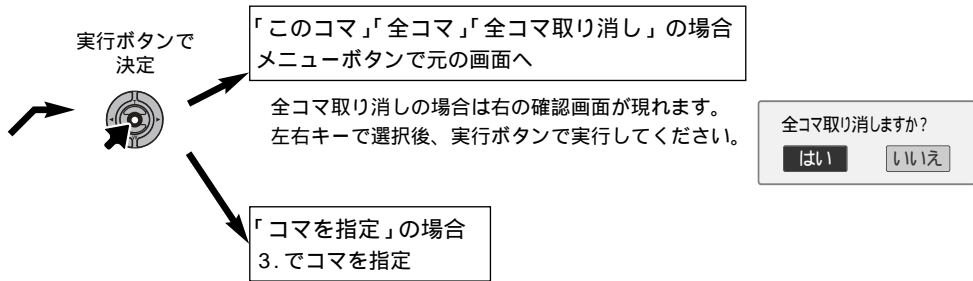 「このコマ」「全コマ」「全コマ取り消し」の場合
メニューボタンで元の画面へ
実行ボタンで
決定
全コマ取り消しの場合は右の確認画面が現れます。
左右キーで選択後、実行ボタンで実行してください。
全コマ取り消しますか?
はい いいえ
「コマを指定」の場合
3.でコマを指定